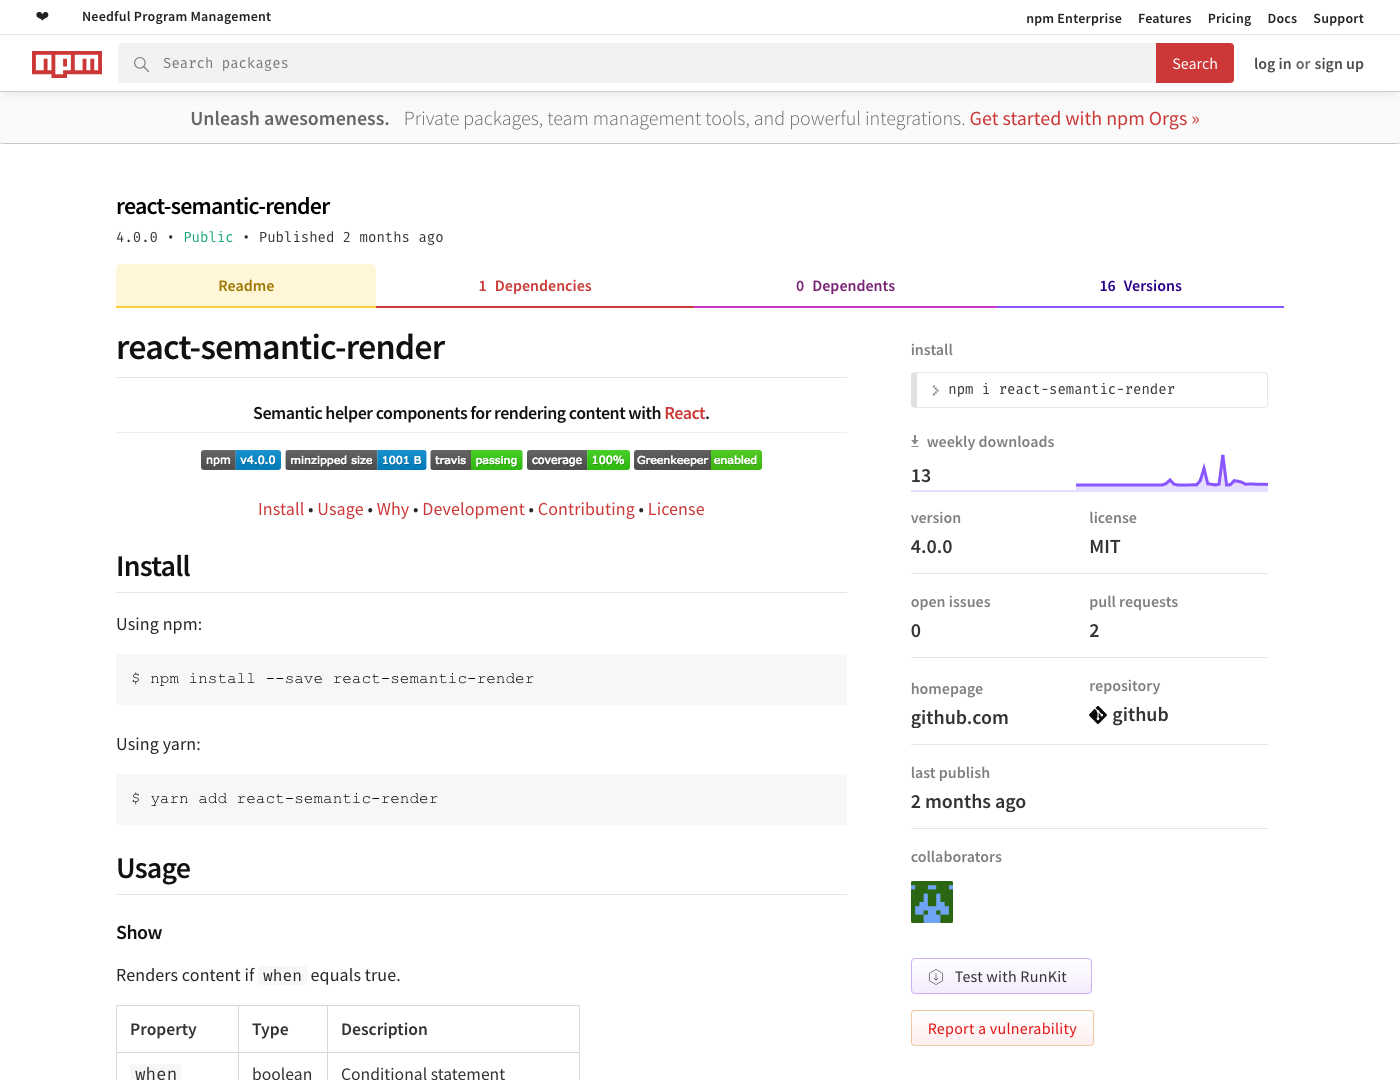 ❤ Needful Program Management
npm Enterprise Features Pricing Docs Support
npm
Search packages
Search
log in or sign up
Unleash awesomeness. Private packages, team management tools, and powerful integrations. Get started with npm Orgs »
react-semantic-render
4.0.0 • Public • Published 2 months ago
Readme
1 Dependencies
0 Dependents
16 Versions
react-semantic-render
Semantic helper components for rendering content with React.
npm v4.0.0 minzipped size 1001 B travis passing coverage 100% Greenkeeper enabled
Install • Usage • Why • Development • Contributing • License
Install
Using npm:
$ npm install --save react-semantic-render
Using yarn:
$ yarn add react-semantic-render
Usage
Show
Renders content if when equals true.
Property Type Description
when boolean Conditional statement
install
npm i react-semantic-render
weekly downloads
13
version
4.0.0
license
MIT
open issues
0
pull requests
2
homepage
github.com
repository
github
last publish
2 months ago
collaborators
Test with RunKit
Report a vulnerability